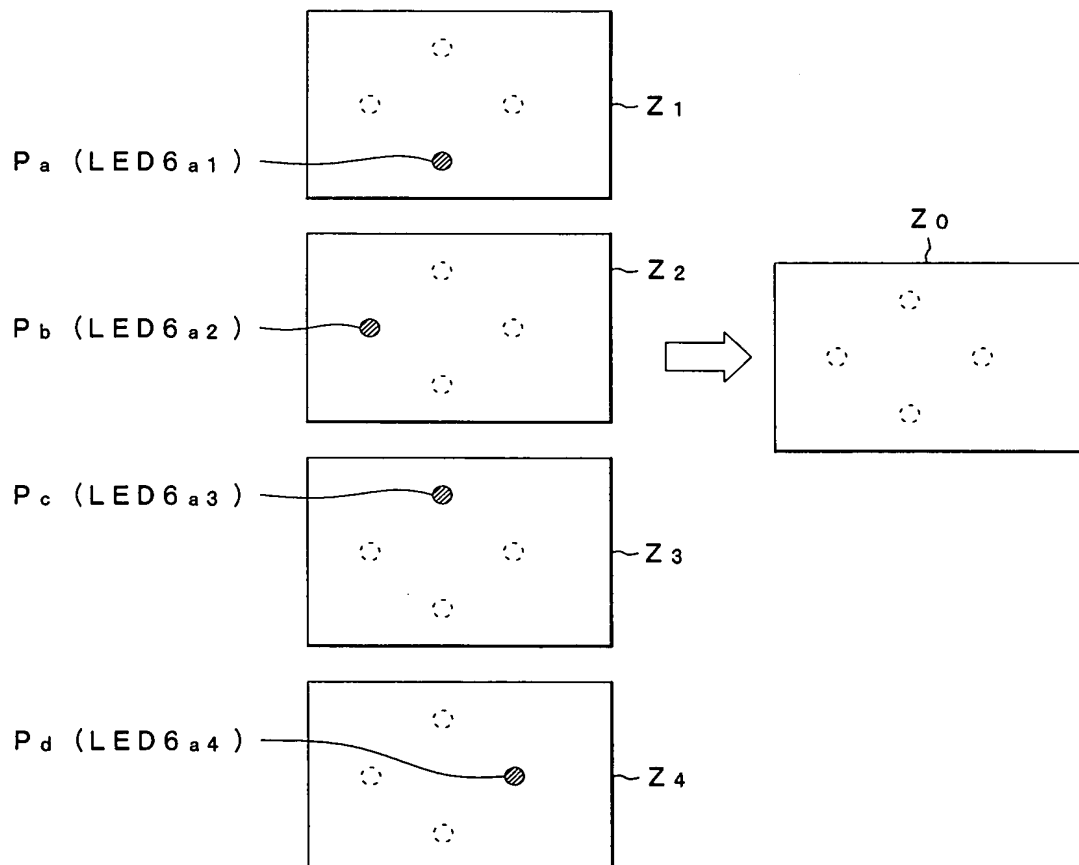 Z1
Pa (LED6a1)
Z0
Z2
Pb (LED6a2)
Pc (LED6a3)
Z3
Pd (LED6a4)
Z4